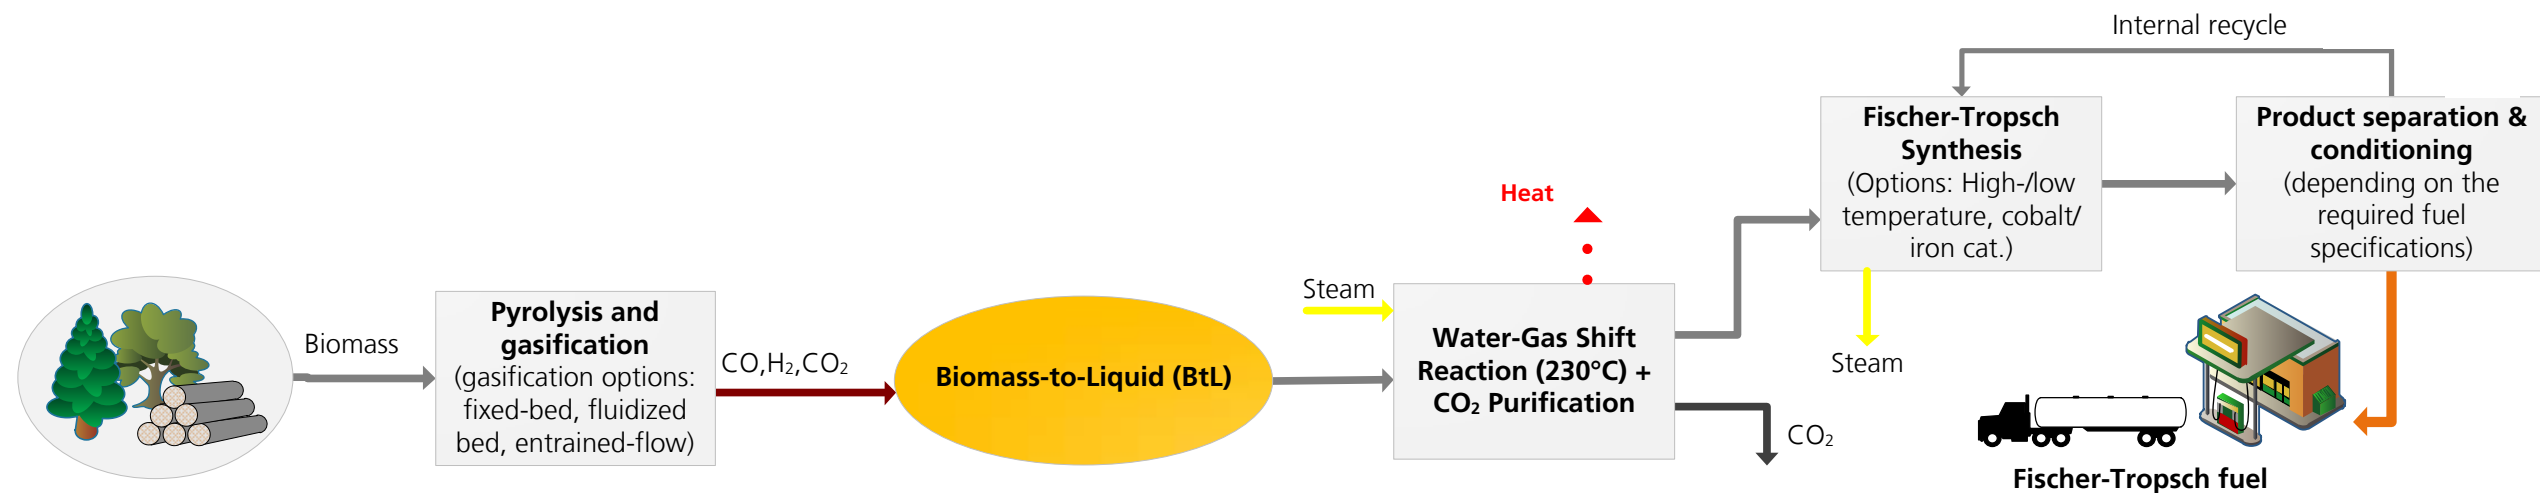 Biomass
Pyrolysis and
gasification
(gasification options:
fixed-bed, fluidized
bed, entrained-flow)
CO,H₂,CO₂
Biomass-to-Liquid (BtL)
Steam
Heat
Water-Gas Shift
Reaction (230°C) +
CO₂ Purification
CO₂
Internal recycle
Fischer-Tropsch
Synthesis
(Options: High-/low
temperature, cobalt/
iron cat.)
Steam
Product separation &
conditioning
(depending on the
required fuel
specifications)
Fischer-Tropsch fuel